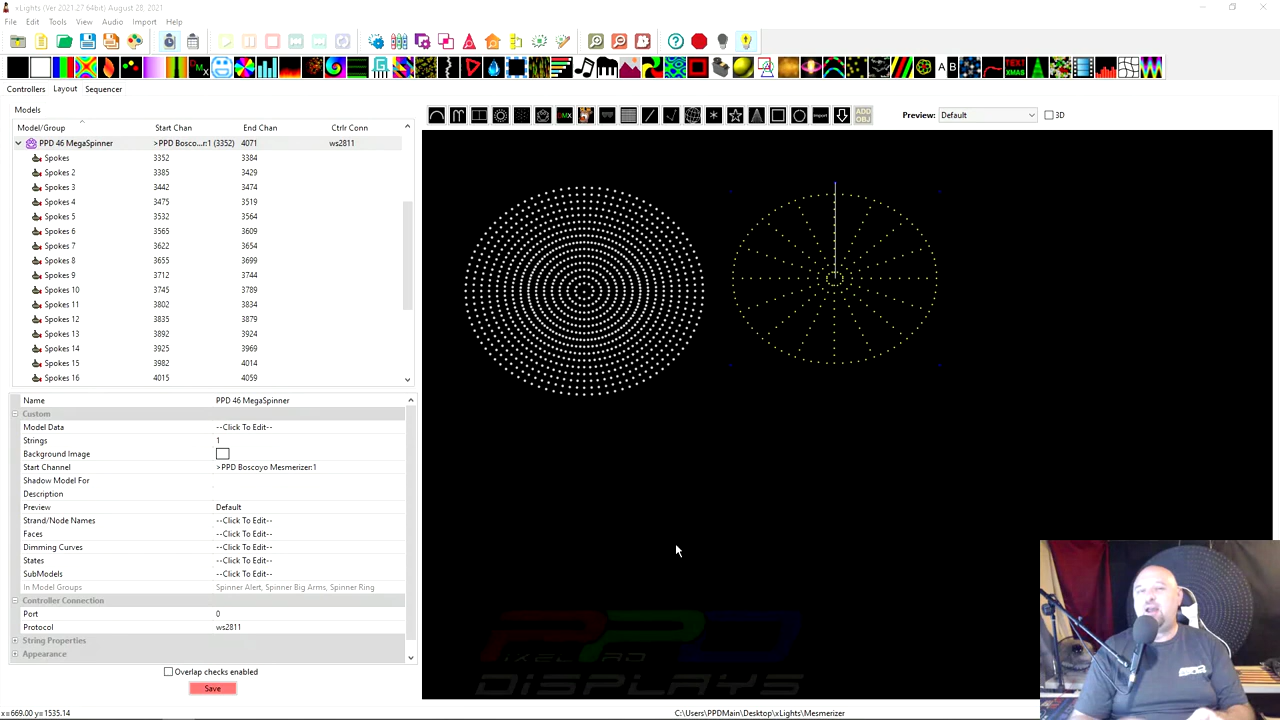 xLights (Ver 2021.27 64bit) August 28, 2021
File Edit Tools View Audio Import Help
Controllers Layout Sequencer
Models
Preview: Default 3D
Model/Group Start Chan End Chan Ctrlr Conn
PPD 46 MegaSpinner >PPD Bosco...r:1 (3352) 4071 ws2811
Spokes 3352 3384
Spokes 2 3385 3429
Spokes 3 3442 3474
Spokes 4 3475 3519
Spokes 5 3532 3564
Spokes 6 3565 3609
Spokes 7 3622 3654
Spokes 8 3655 3699
Spokes 9 3712 3744
Spokes 10 3745 3789
Spokes 11 3802 3834
Spokes 12 3835 3879
Spokes 13 3892 3924
Spokes 14 3925 3969
Spokes 15 3982 4014
Spokes 16 4015 4059
Name PPD 46 MegaSpinner
Custom
Model Data --Click To Edit--
Strings 1
Background Image
Start Channel >PPD Boscoyo Mesmerizer:1
Shadow Model For
Description
Preview Default
Strand/Node Names --Click To Edit--
Faces --Click To Edit--
Dimming Curves --Click To Edit--
States --Click To Edit--
SubModels --Click To Edit--
In Model Groups Spinner Alert, Spinner Big Arms, Spinner Ring
Controller Connection
Port 0
Protocol ws2811
String Properties
Appearance
Overlap checks enabled
Save
PPD
DISPLAYS
x=669.00 y=1535.14 C:\Users\PPDMain\Desktop\xLights\Mesmerizer